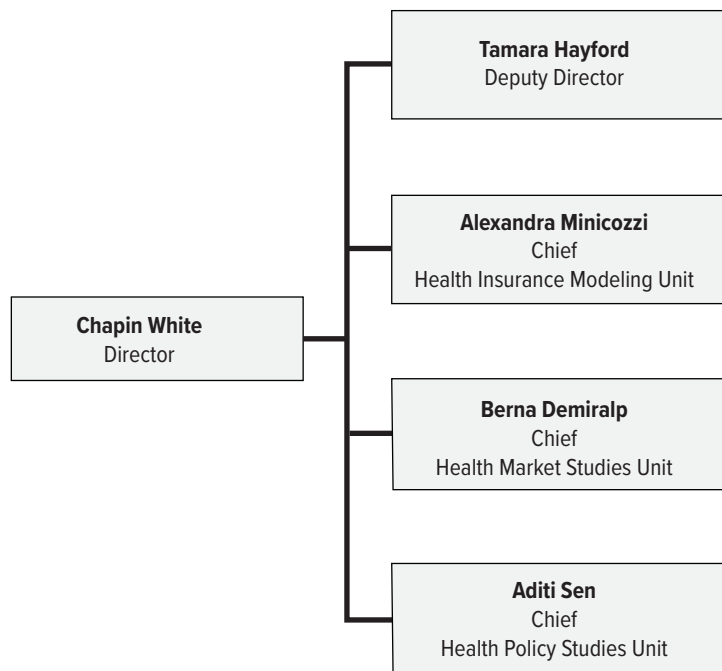 Tamara Hayford
Deputy Director
Alexandra Minicozzi
Chief
Health Insurance Modeling Unit
Chapin White
Director
Berna Demiralp
Chief
Health Market Studies Unit
Aditi Sen
Chief
Health Policy Studies Unit